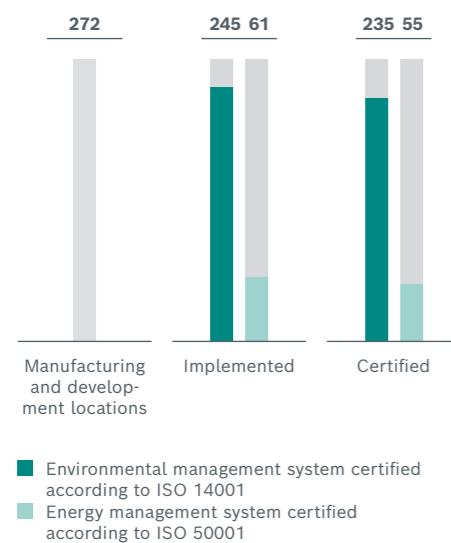 272
245 61
235 55
Manufacturing
and develop-
ment locations
Implemented
Certified
Environmental management system certified
according to ISO 14001
Energy management system certified
according to ISO 50001